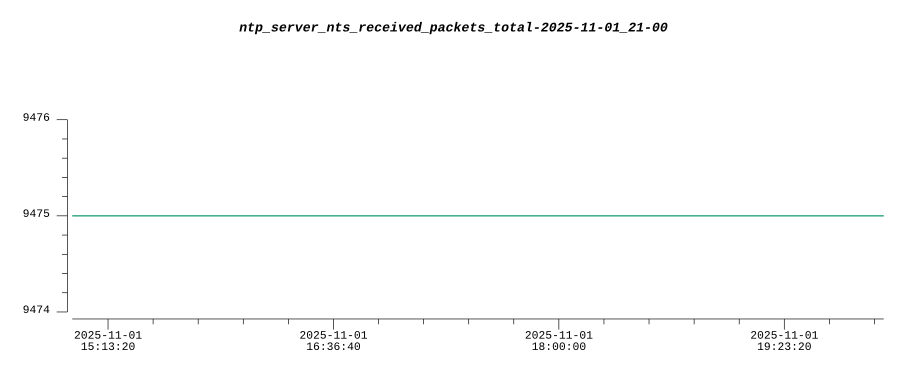 ntp_server_nts_received_packets_total-2025-11-01_21-00
9476
9475
9474
2025-11-01 2025-11-01 2025-11-01 2025-11-01
15:13:20 16:36:40 18:00:00 19:23:20